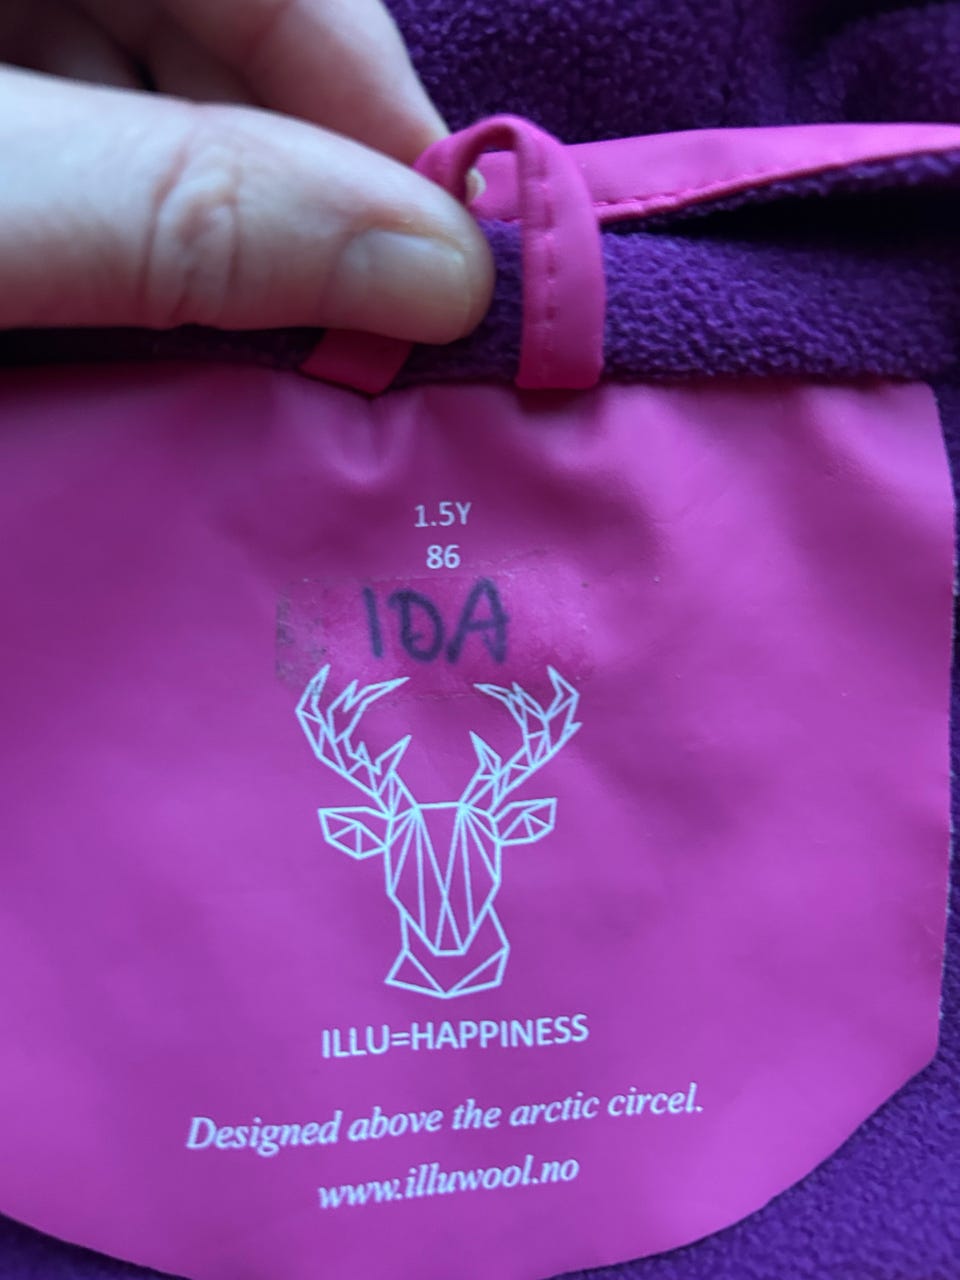 1.5Y
86
IDA
ILLU=HAPPINESS
Designed above the arctic circel.
www.illuwool.no